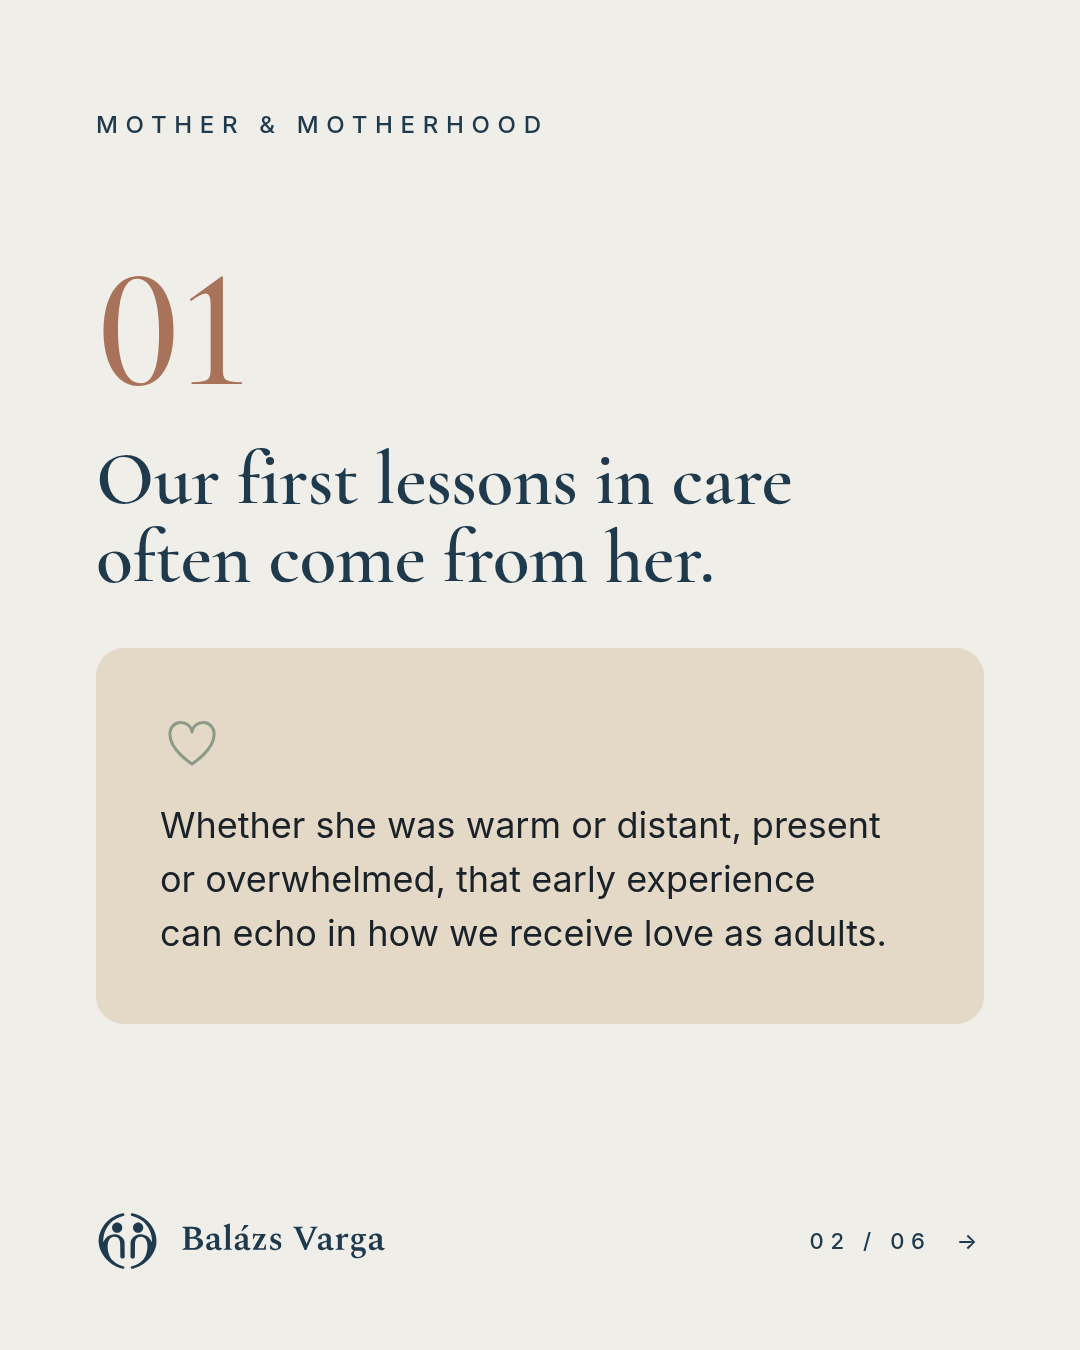 MOTHER & MOTHERHOOD
01
Our first lessons in care
often come from her.
Whether she was warm or distant, present
or overwhelmed, that early experience
can echo in how we receive love as adults.
Balázs Varga
02 / 06 →